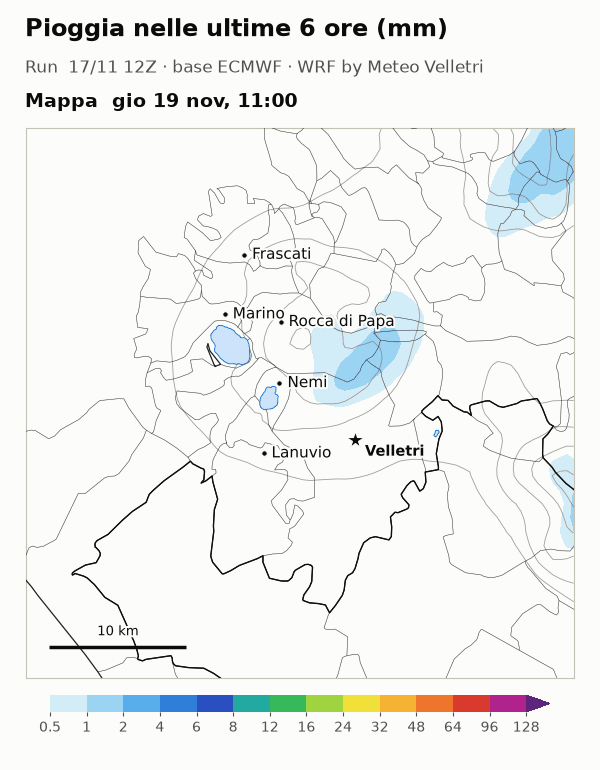 Pioggia nelle ultime 6 ore (mm)
Run  17/11 12Z · base ECMWF · WRF by Meteo Velletri
Mappa  gio 19 nov, 11:00
Frascati
Marino
Rocca di Papa
Nemi
Velletri
Lanuvio
10 km
0.5 1 2 4 6 8 12 16 24 32 48 64 96 128